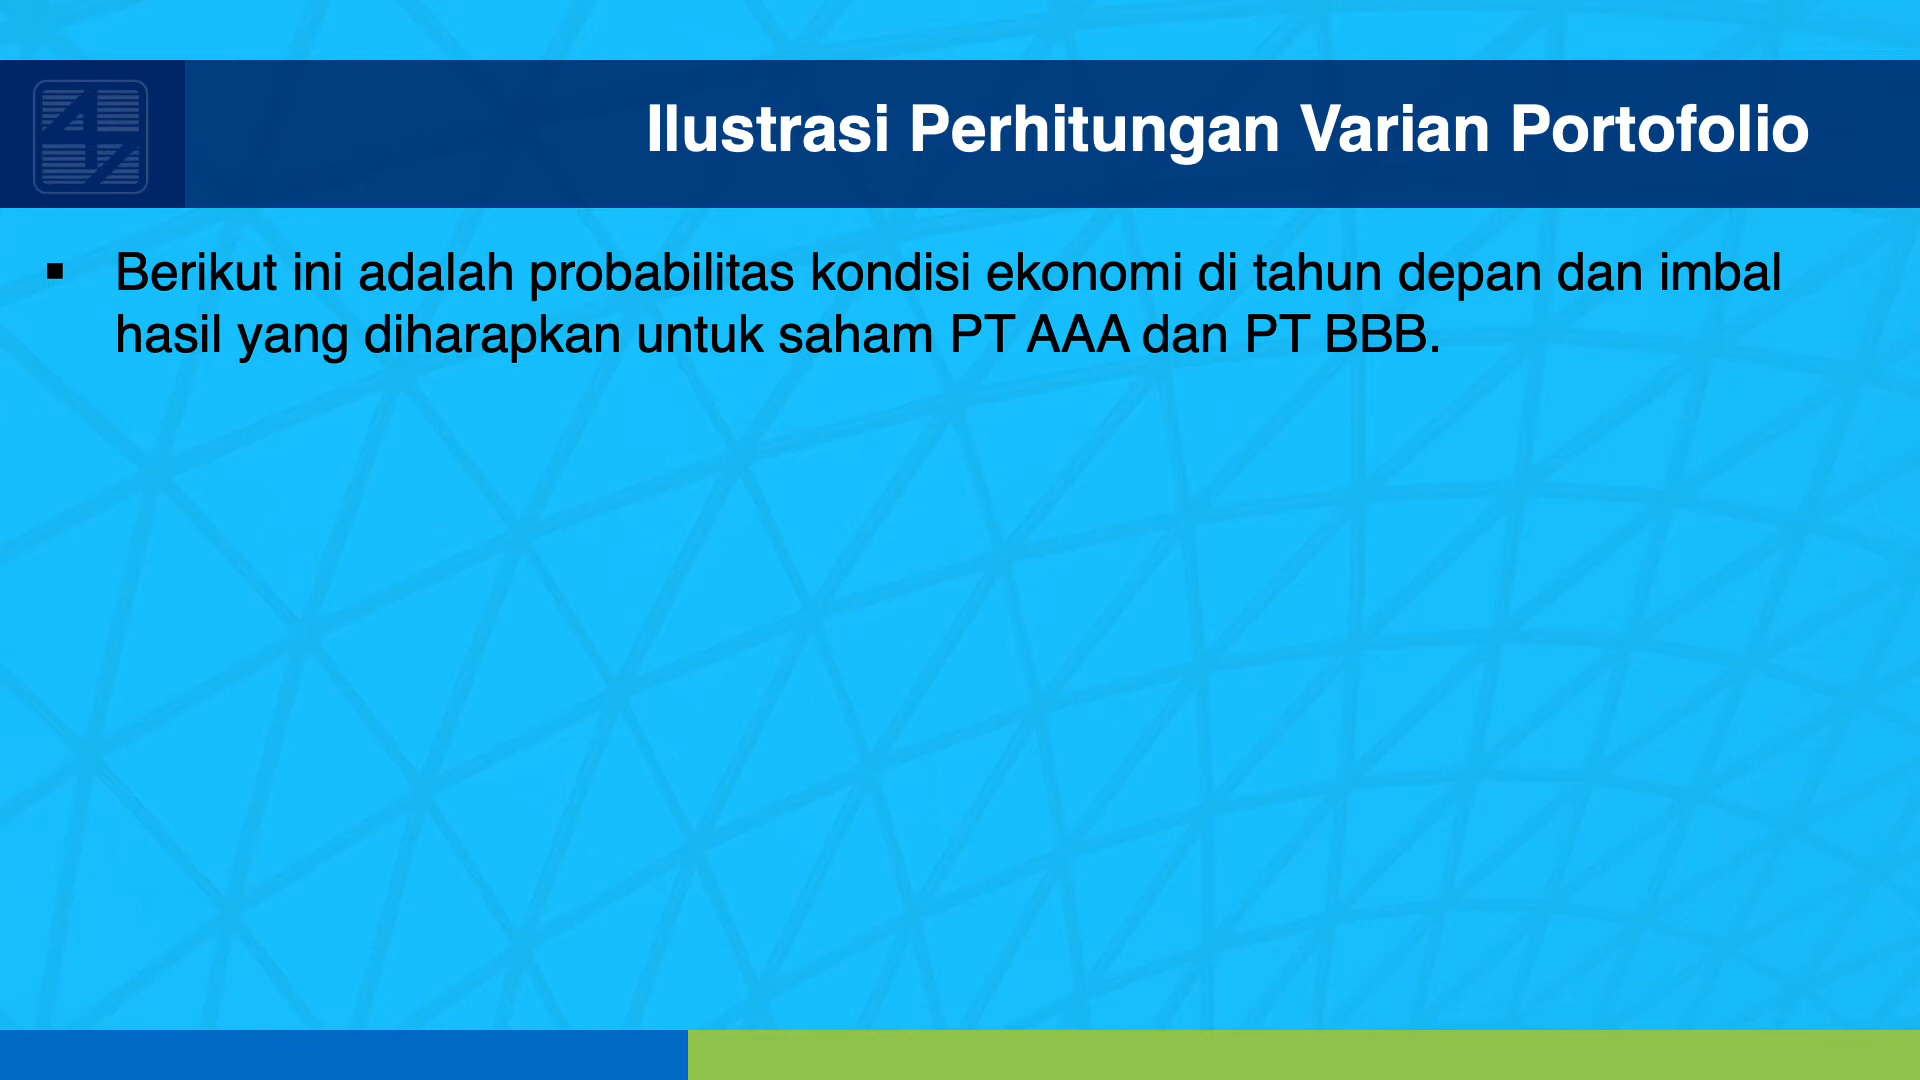 Ilustrasi Perhitungan Varian Portofolio
▪ Berikut ini adalah probabilitas kondisi ekonomi di tahun depan dan imbal
hasil yang diharapkan untuk saham PT AAA dan PT BBB.